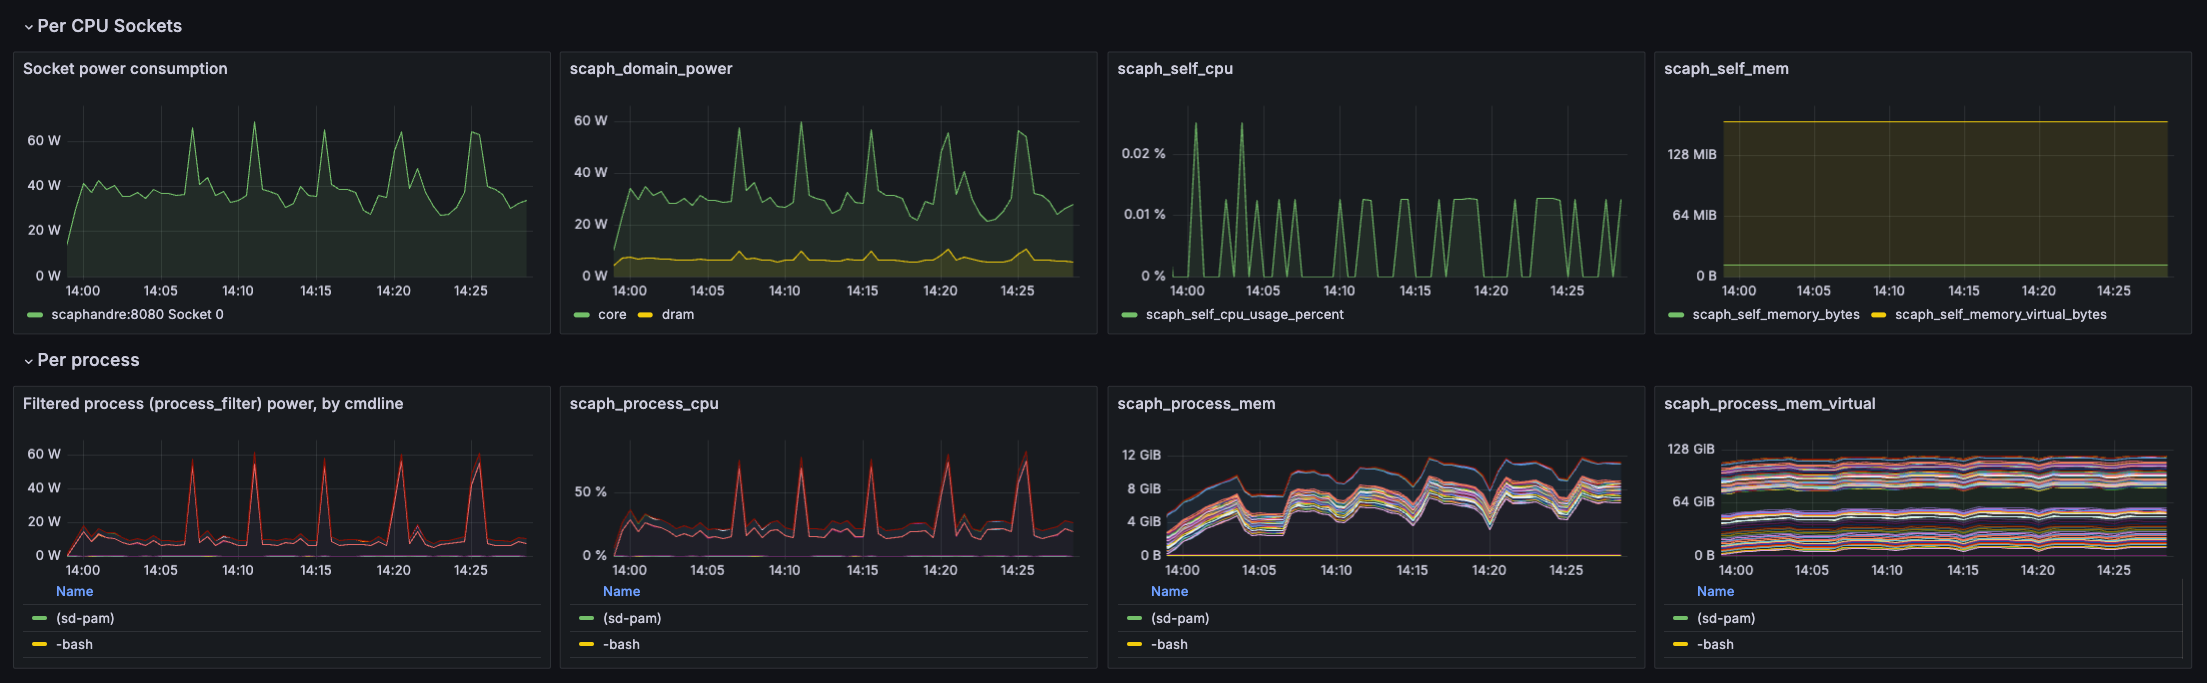 Per CPU Sockets
Socket power consumption
60 W
40 W
20 W
0 W
14:00 14:05 14:10 14:15 14:20 14:25
scaphandre:8080 Socket 0
scaph_domain_power
60 W
40 W
20 W
0 W
14:00 14:05 14:10 14:15 14:20 14:25
core dram
scaph_self_cpu
0.02 %
0.01 %
0 %
14:00 14:05 14:10 14:15 14:20 14:25
scaph_self_cpu_usage_percent
scaph_self_mem
128 MiB
64 MiB
0 B
14:00 14:05 14:10 14:15 14:20 14:25
scaph_self_memory_bytes scaph_self_memory_virtual_bytes
Per process
Filtered process (process_filter) power, by cmdline
60 W
40 W
20 W
0 W
14:00 14:05 14:10 14:15 14:20 14:25
Name
(sd-pam)
-bash
scaph_process_cpu
50 %
0 %
14:00 14:05 14:10 14:15 14:20 14:25
Name
(sd-pam)
-bash
scaph_process_mem
12 GiB
8 GiB
4 GiB
0 B
14:00 14:05 14:10 14:15 14:20 14:25
Name
(sd-pam)
-bash
scaph_process_mem_virtual
128 GiB
64 GiB
0 B
14:00 14:05 14:10 14:15 14:20 14:25
Name
(sd-pam)
-bash